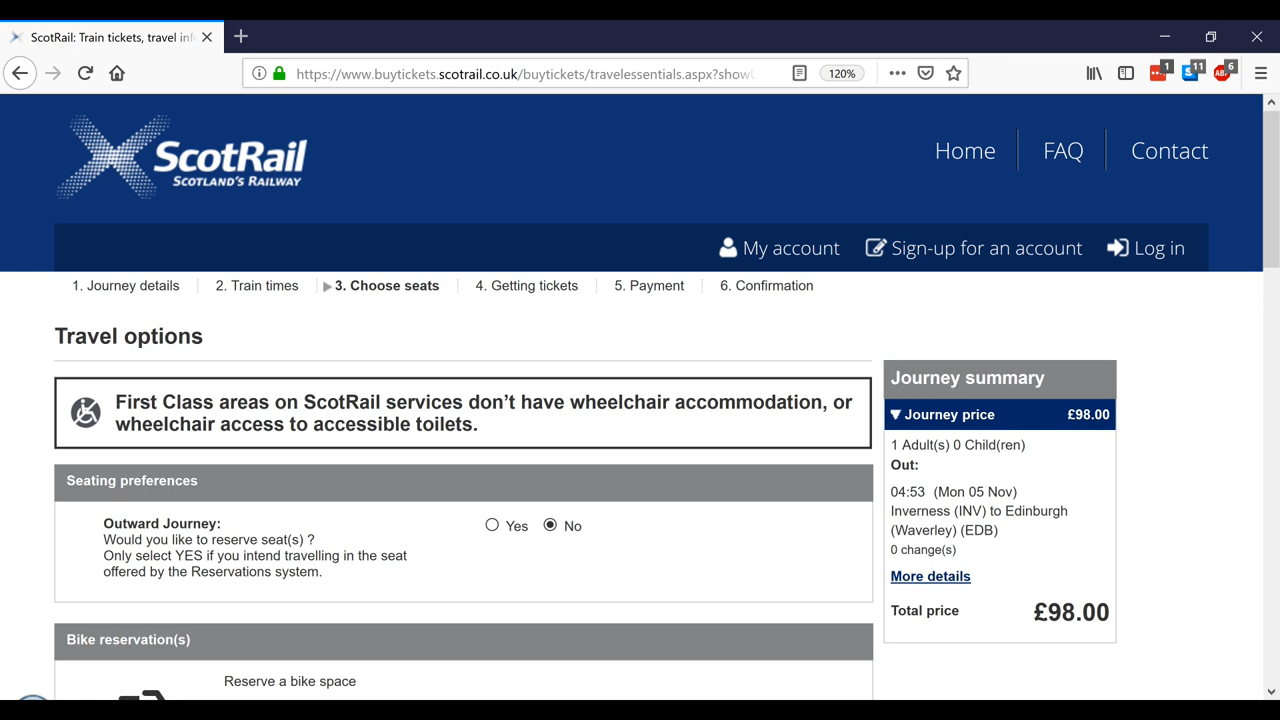 ScotRail: Train tickets, travel inf
https://www.buytickets.scotrail.co.uk/buytickets/travelessentials.aspx?show
120%
1
11
ABP
6
ScotRail
SCOTLAND'S RAILWAY
Home
FAQ
Contact
My account
Sign-up for an account
Log in
1. Journey details
2. Train times
3. Choose seats
4. Getting tickets
5. Payment
6. Confirmation
Travel options
First Class areas on ScotRail services don't have wheelchair accommodation, or
wheelchair access to accessible toilets.
Seating preferences
Outward Journey:
Would you like to reserve seat(s) ?
Only select YES if you intend travelling in the seat
offered by the Reservations system.
Yes
No
Bike reservation(s)
Reserve a bike space
Journey summary
Journey price £98.00
1 Adult(s) 0 Child(ren)
Out:
04:53 (Mon 05 Nov)
Inverness (INV) to Edinburgh
(Waverley) (EDB)
0 change(s)
More details
Total price £98.00